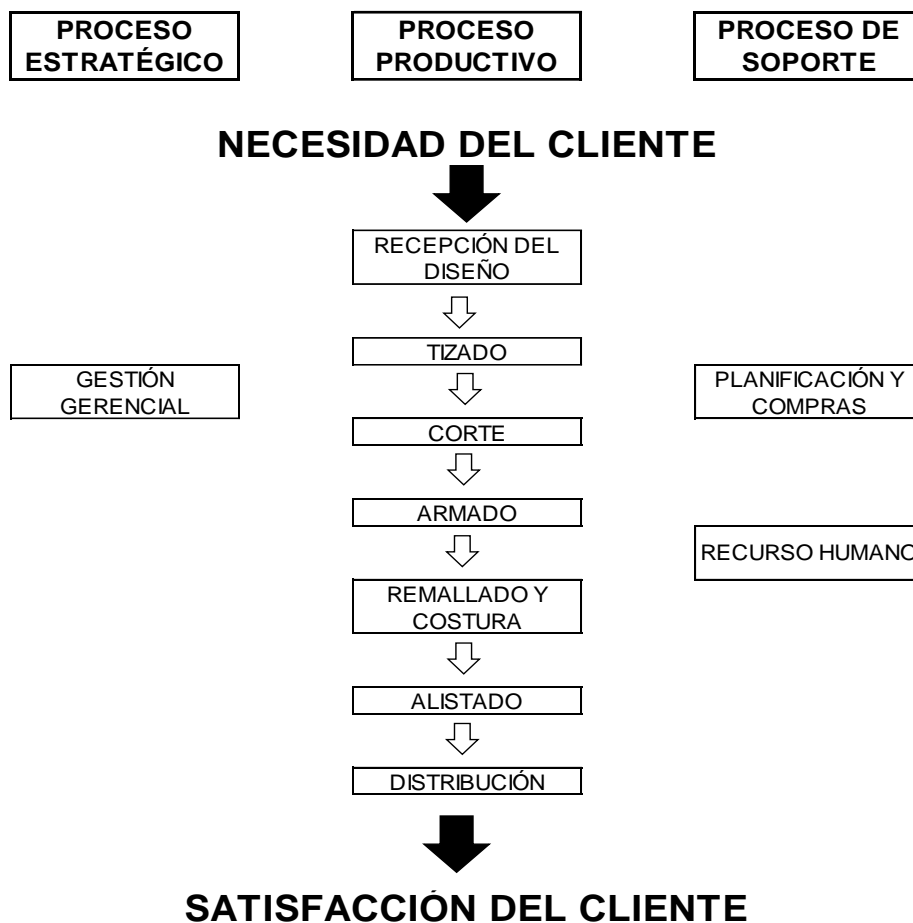 PROCESO
ESTRATÉGICO
PROCESO
PRODUCTIVO
PROCESO DE
SOPORTE
NECESIDAD DEL CLIENTE
RECEPCIÓN DEL
DISEÑO
TIZADO
GESTIÓN
GERENCIAL
PLANIFICACIÓN Y
COMPRAS
CORTE
ARMADO
RECURSO HUMANO
REMALLADO Y
COSTURA
ALISTADO
DISTRIBUCIÓN
SATISFACCIÓN DEL CLIENTE